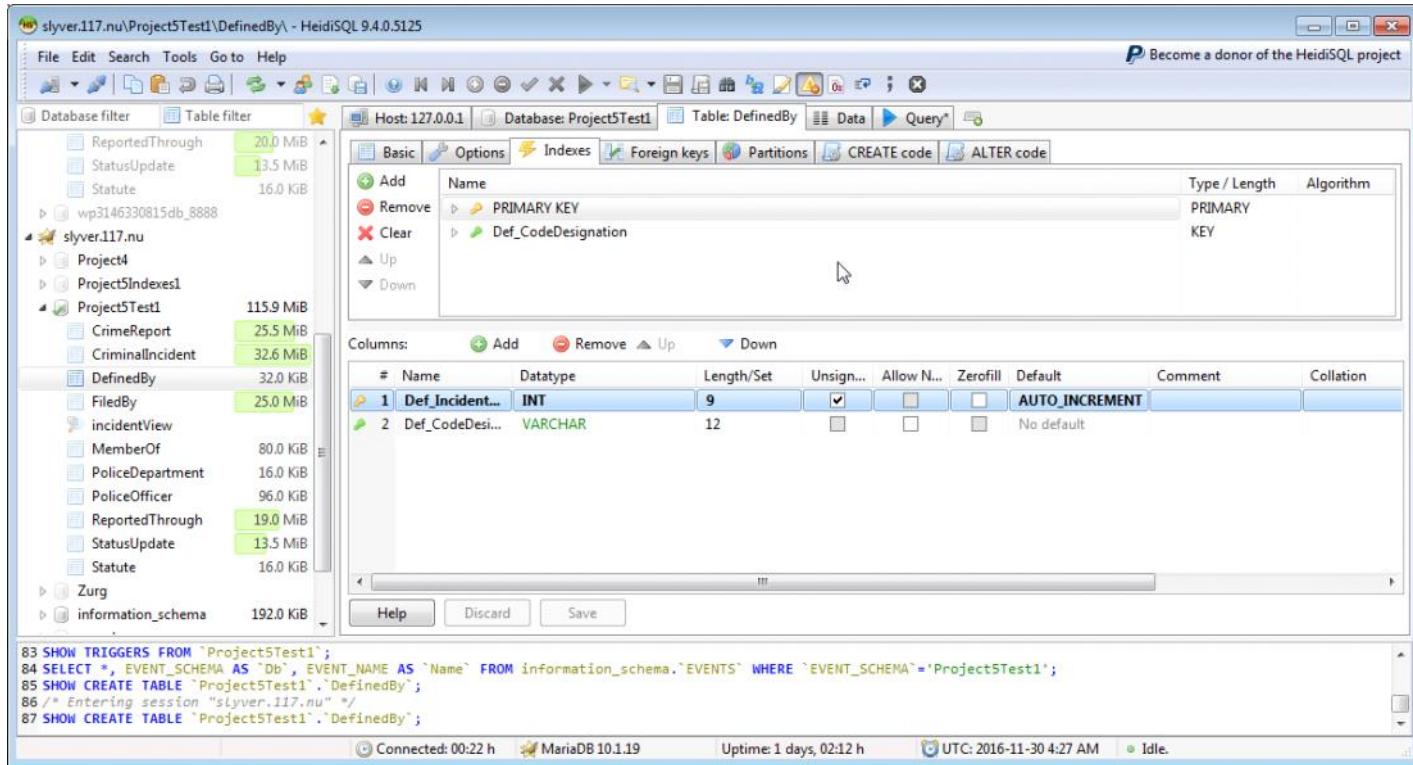 slyver.117.nu\Project5Test1\DefinedBy\ - HeidiSQL 9.4.0.5125
File Edit Search Tools Go to Help
Become a donor of the HeidiSQL project
Database filter Table filter
Host: 127.0.0.1 Database: Project5Test1 Table: DefinedBy Data Query*
ReportedThrough 20.0 MiB
StatusUpdate 13.5 MiB
Statute 16.0 KiB
wp3146330815db_8888
slyver.117.nu
Project4
Project5Indexes1
Project5Test1 115.9 MiB
CrimeReport 25.5 MiB
CriminalIncident 32.6 MiB
DefinedBy 32.0 KiB
FiledBy 25.0 MiB
incidentView
MemberOf 80.0 KiB
PoliceDepartment 16.0 KiB
PoliceOfficer 96.0 KiB
ReportedThrough 19.0 MiB
StatusUpdate 13.5 MiB
Statute 16.0 KiB
Zurg
information_schema 192.0 KiB
Basic Options Indexes Foreign keys Partitions CREATE code ALTER code
Add
Remove
Clear
Up
Down
Name Type / Length Algorithm
PRIMARY KEY PRIMARY
Def_CodeDesignation KEY
Columns: Add Remove Up Down
# Name Datatype Length/Set Unsign... Allow N... Zerofill Default Comment Collation
1 Def_Incident... INT 9 AUTO_INCREMENT
2 Def_CodeDesi... VARCHAR 12 No default
Help Discard Save
83 SHOW TRIGGERS FROM `Project5Test1`;
84 SELECT *, EVENT_SCHEMA AS `Db`, EVENT_NAME AS `Name` FROM information_schema.`EVENTS` WHERE `EVENT_SCHEMA`='Project5Test1';
85 SHOW CREATE TABLE `Project5Test1`.`DefinedBy`;
86 /* Entering session "slyver.117.nu" */
87 SHOW CREATE TABLE `Project5Test1`.`DefinedBy`;
Connected: 00:22 h MariaDB 10.1.19 Uptime: 1 days, 02:12 h UTC: 2016-11-30 4:27 AM Idle.